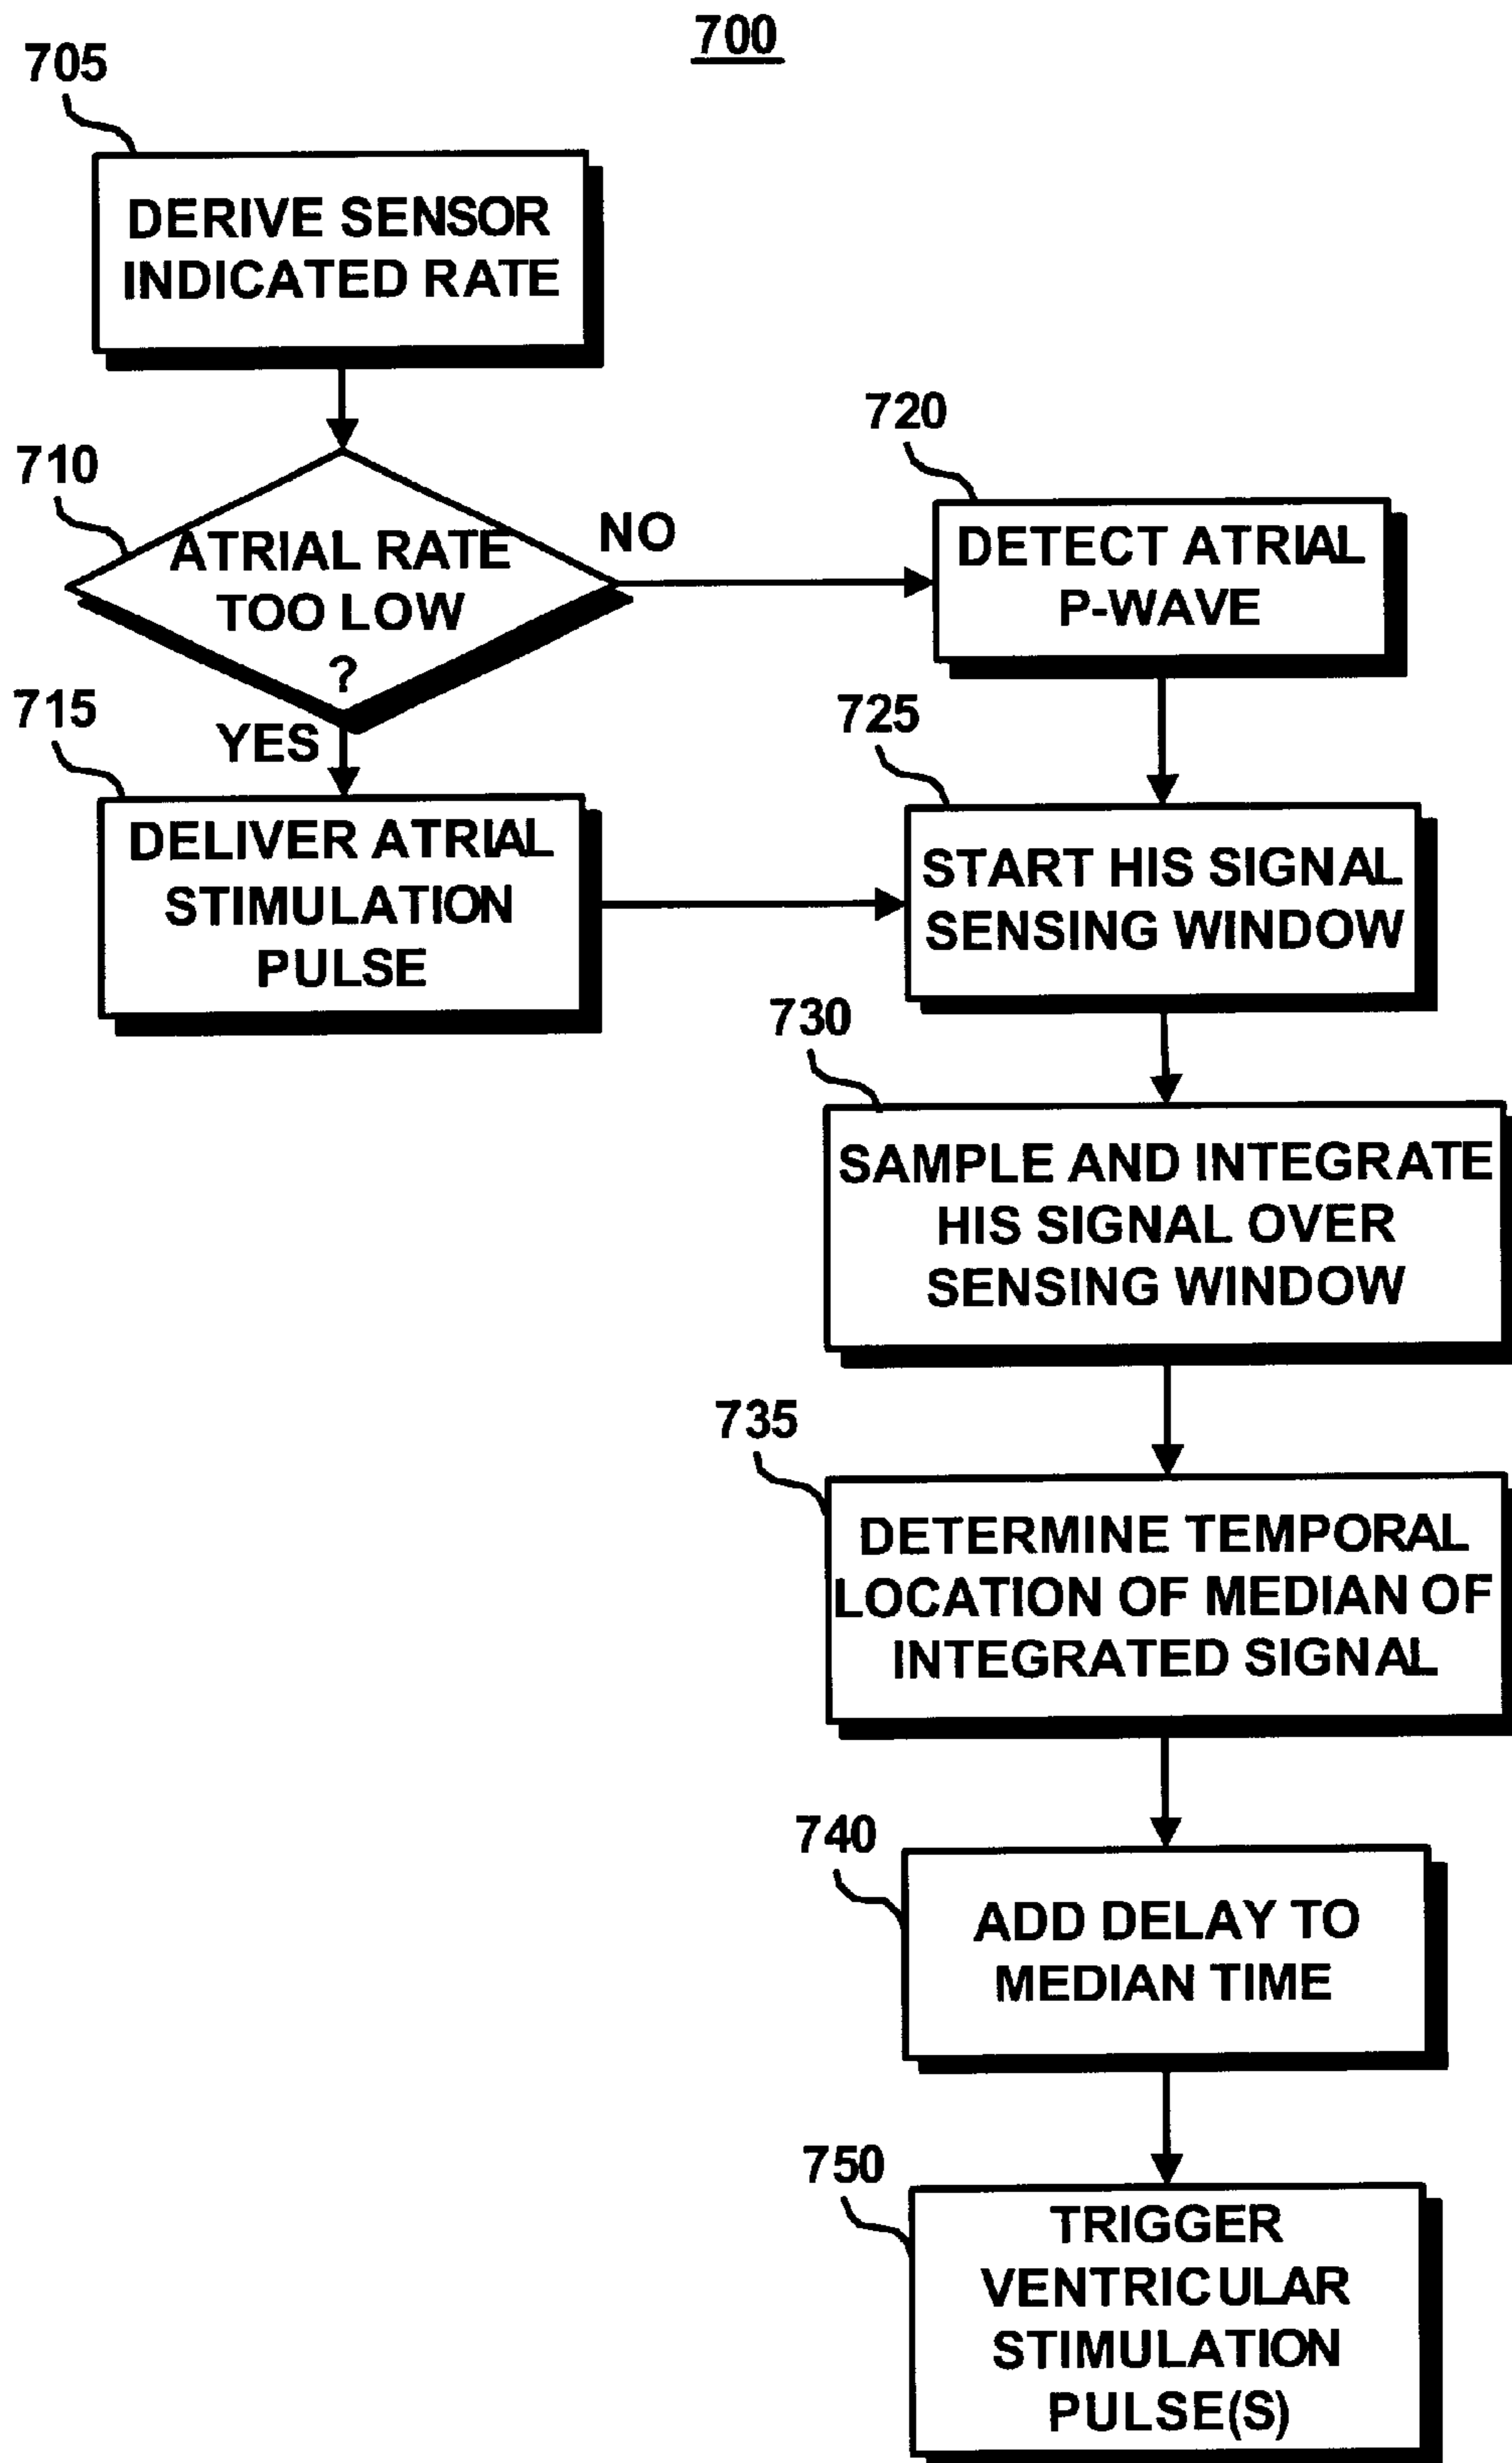 700
705
DERIVE SENSOR
INDICATED RATE
710
ATRIAL RATE
TOO LOW
?
NO
YES
715
DELIVER ATRIAL
STIMULATION
PULSE
720
DETECT ATRIAL
P-WAVE
725
START HIS SIGNAL
SENSING WINDOW
730
SAMPLE AND INTEGRATE
HIS SIGNAL OVER
SENSING WINDOW
735
DETERMINE TEMPORAL
LOCATION OF MEDIAN OF
INTEGRATED SIGNAL
740
ADD DELAY TO
MEDIAN TIME
750
TRIGGER
VENTRICULAR
STIMULATION
PULSE(S)